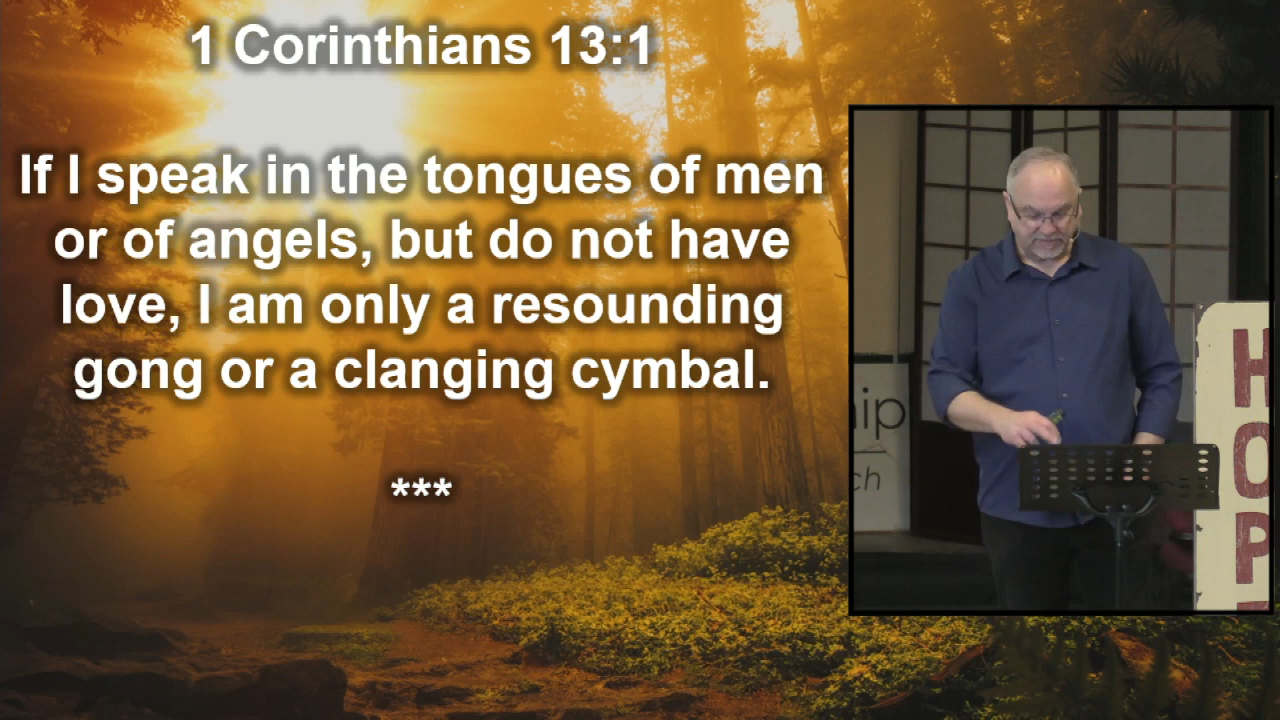 1 Corinthians 13:1
If I speak in the tongues of men
or of angels, but do not have
love, I am only a resounding
gong or a clanging cymbal.
***
HOP